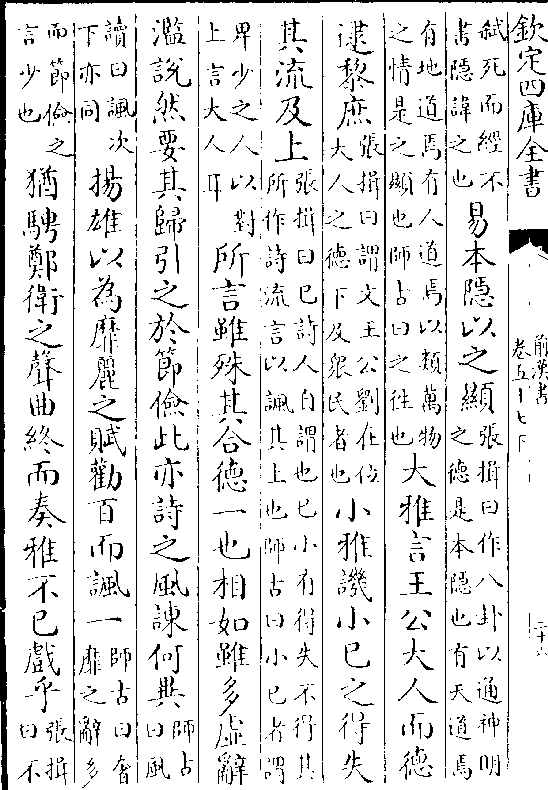 欽定四庫全書
前漢書
卷五十七下
二十六
弑死而經不
書隱諱之也
易本隱以之顯
張揖曰作八卦以通神明
之德是本隱也有天道焉
有地道焉有人道焉以類萬物
之情是之顯也師古曰之往也
大雅言王公大人而德
逮黎庶
張揖曰謂文王公劉在位
大人之德下及衆民者也
小雅譏小已之得失
其流及上
張揖曰已詩人自謂也已小有得失不得其
所作詩流言以諷其上也師古曰小已者謂
卑少之人以對
上言大人耳
所言雖殊其合德一也相如雖多虛辭
濫說然要其歸引之於節儉此亦詩之風諫何異
師古
曰風
讀曰諷次
下亦同
揚雄以為靡麗之賦勸百而諷一
師古曰奢
靡之辭多
而節儉之
言少也
猶騁鄭衛之聲曲終而奏雅不已戲乎
張揖
曰不